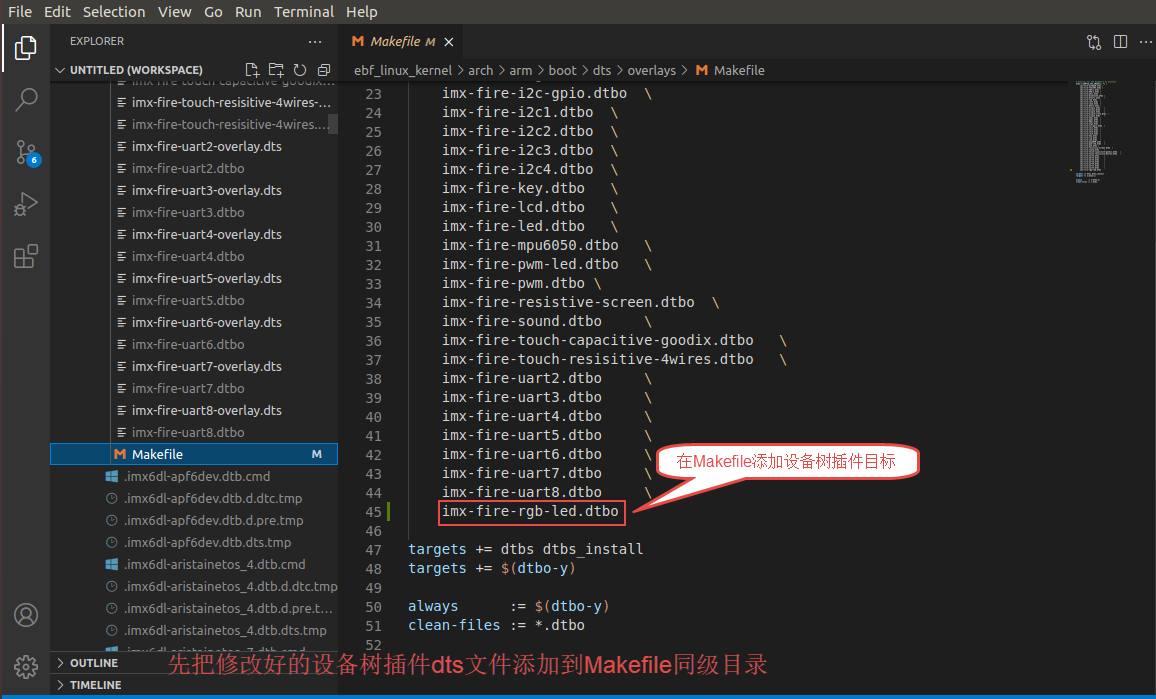 File Edit Selection View Go Run Terminal Help
EXPLORER ...
UNTITLED (WORKSPACE)
imx-fire-touch-capacitive-goodix...
imx-fire-touch-resisitive-4wires-...
imx-fire-touch-resisitive-4wires....
imx-fire-uart2-overlay.dts
imx-fire-uart2.dtbo
imx-fire-uart3-overlay.dts
imx-fire-uart3.dtbo
imx-fire-uart4-overlay.dts
imx-fire-uart4.dtbo
imx-fire-uart5-overlay.dts
imx-fire-uart5.dtbo
imx-fire-uart6-overlay.dts
imx-fire-uart6.dtbo
imx-fire-uart7-overlay.dts
imx-fire-uart7.dtbo
imx-fire-uart8-overlay.dts
imx-fire-uart8.dtbo
M Makefile M
.imx6dl-apf6dev.dtb.cmd
.imx6dl-apf6dev.dtb.d.dtc.tmp
.imx6dl-apf6dev.dtb.d.pre.tmp
.imx6dl-apf6dev.dtb.dts.tmp
.imx6dl-aristainetos_4.dtb.cmd
.imx6dl-aristainetos_4.dtb.d.dtc.tmp
.imx6dl-aristainetos_4.dtb.d.pre.t...
.imx6dl-aristainetos_4.dtb.dts.tmp
OUTLINE
TIMELINE
6
M Makefile M ×
ebf_linux_kernel > arch > arm > boot > dts > overlays > M Makefile
23 imx-fire-i2c-gpio.dtbo \
24 imx-fire-i2c1.dtbo \
25 imx-fire-i2c2.dtbo \
26 imx-fire-i2c3.dtbo \
27 imx-fire-i2c4.dtbo \
28 imx-fire-key.dtbo \
29 imx-fire-lcd.dtbo \
30 imx-fire-led.dtbo \
31 imx-fire-mpu6050.dtbo \
32 imx-fire-pwm-led.dtbo \
33 imx-fire-pwm.dtbo \
34 imx-fire-resistive-screen.dtbo \
35 imx-fire-sound.dtbo \
36 imx-fire-touch-capacitive-goodix.dtbo \
37 imx-fire-touch-resisitive-4wires.dtbo \
38 imx-fire-uart2.dtbo \
39 imx-fire-uart3.dtbo \
40 imx-fire-uart4.dtbo \
41 imx-fire-uart5.dtbo \
42 imx-fire-uart6.dtbo \
43 imx-fire-uart7.dtbo \
44 imx-fire-uart8.dtbo \
45 imx-fire-rgb-led.dtbo
46
47 targets += dtbs dtbs_install
48 targets += $(dtbo-y)
49
50 always := $(dtbo-y)
51 clean-files := *.dtbo
52
在Makefile添加设备树插件目标
先把修改好的设备树插件dts文件添加到Makefile同级目录